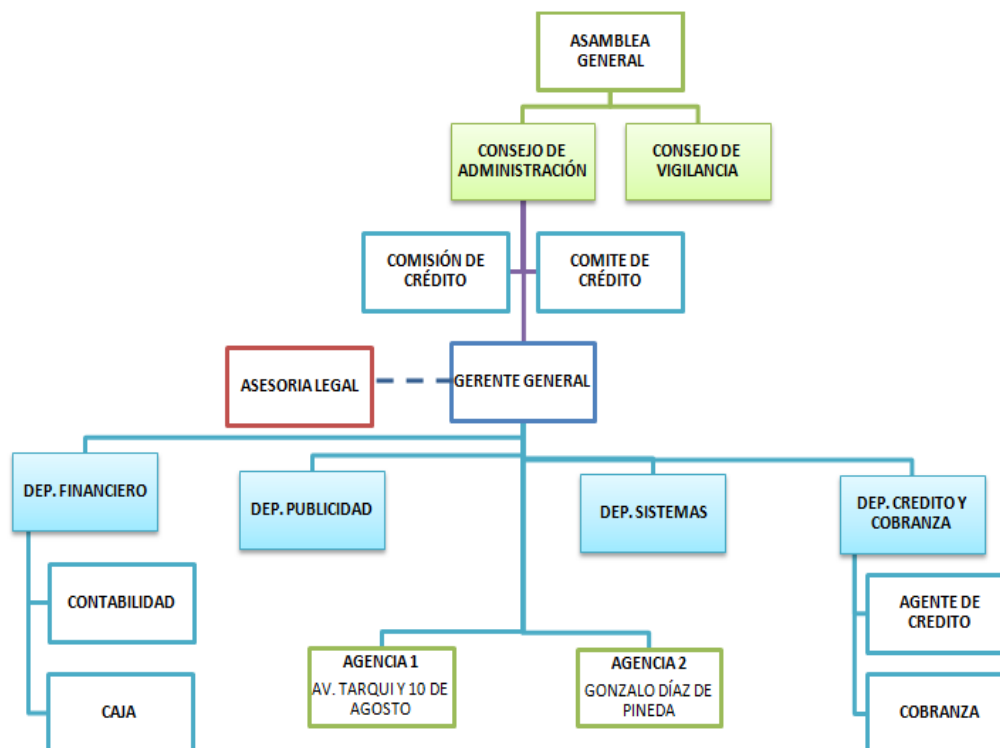 ASAMBLEA
GENERAL
CONSEJO DE
ADMINISTRACIÓN
CONSEJO DE
VIGILANCIA
COMISIÓN DE
CRÉDITO
COMITE DE
CRÉDITO
ASESORIA LEGAL
GERENTE GENERAL
DEP. FINANCIERO
DEP. PUBLICIDAD
DEP. SISTEMAS
DEP. CREDITO Y
COBRANZA
CONTABILIDAD
CAJA
AGENCIA 1
AV. TARQUI Y 10 DE
AGOSTO
AGENCIA 2
GONZALO DÍAZ DE
PINEDA
AGENTE DE
CREDITO
COBRANZA